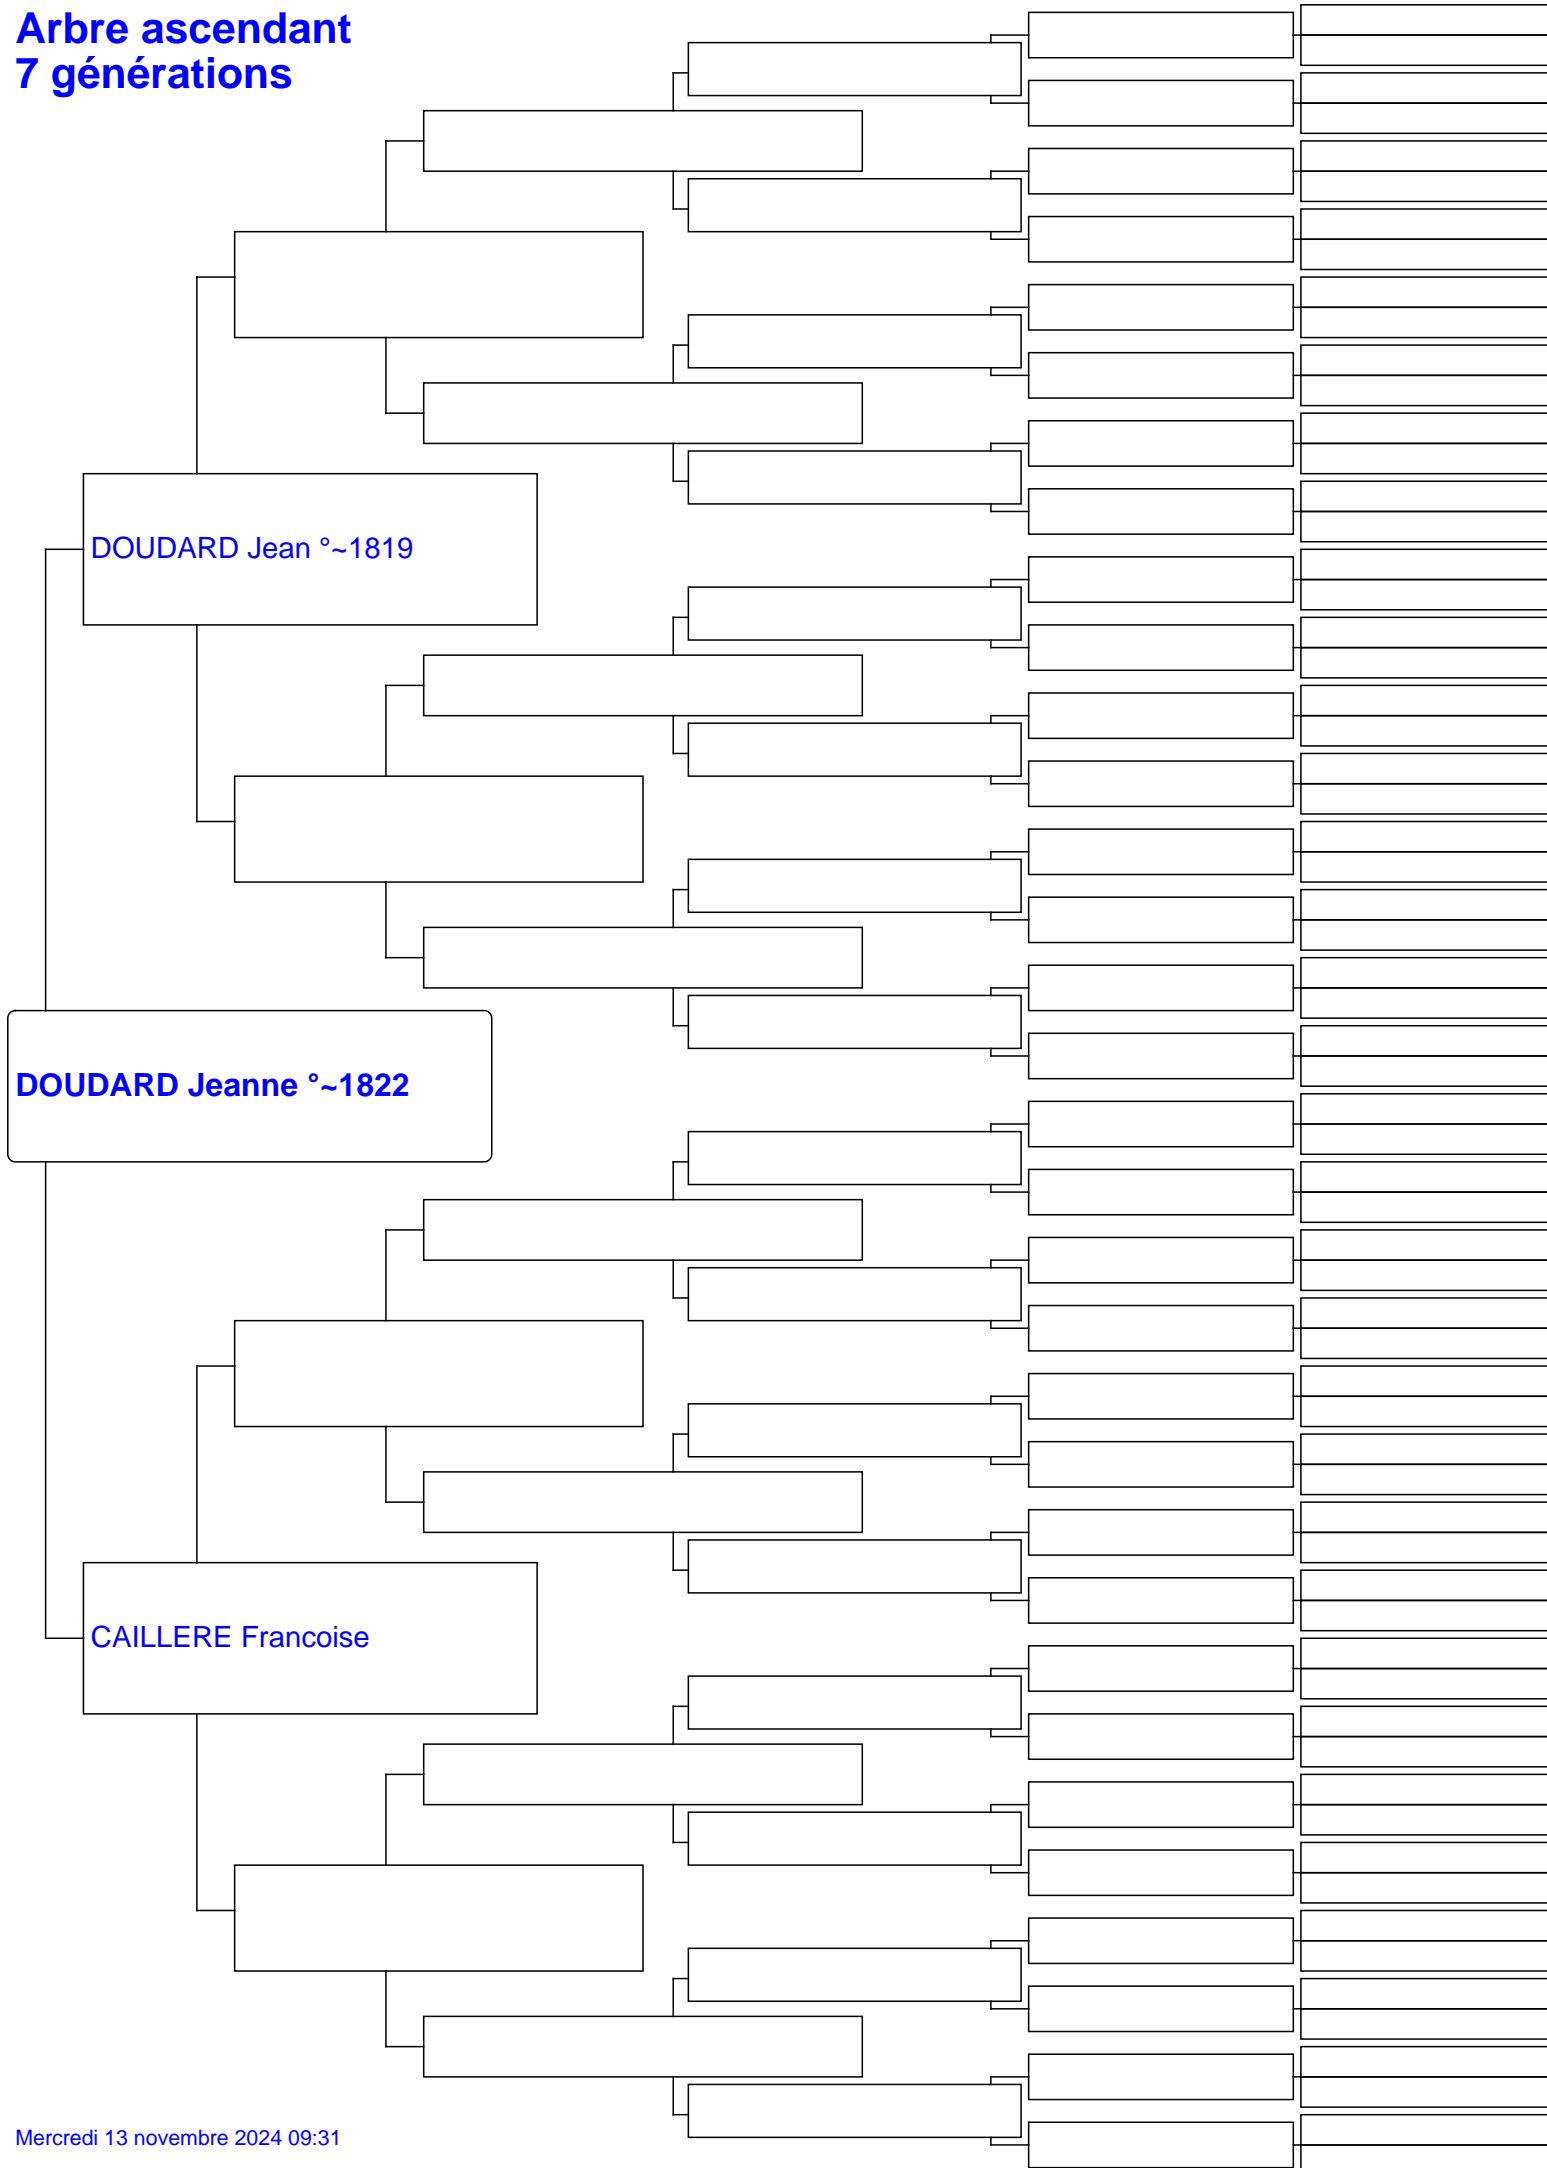 Arbre ascendant
7 générations
DOUDARD Jean °~1819
DOUDARD Jeanne °~1822
CAILLERE Francoise
Mercredi 13 novembre 2024 09:31